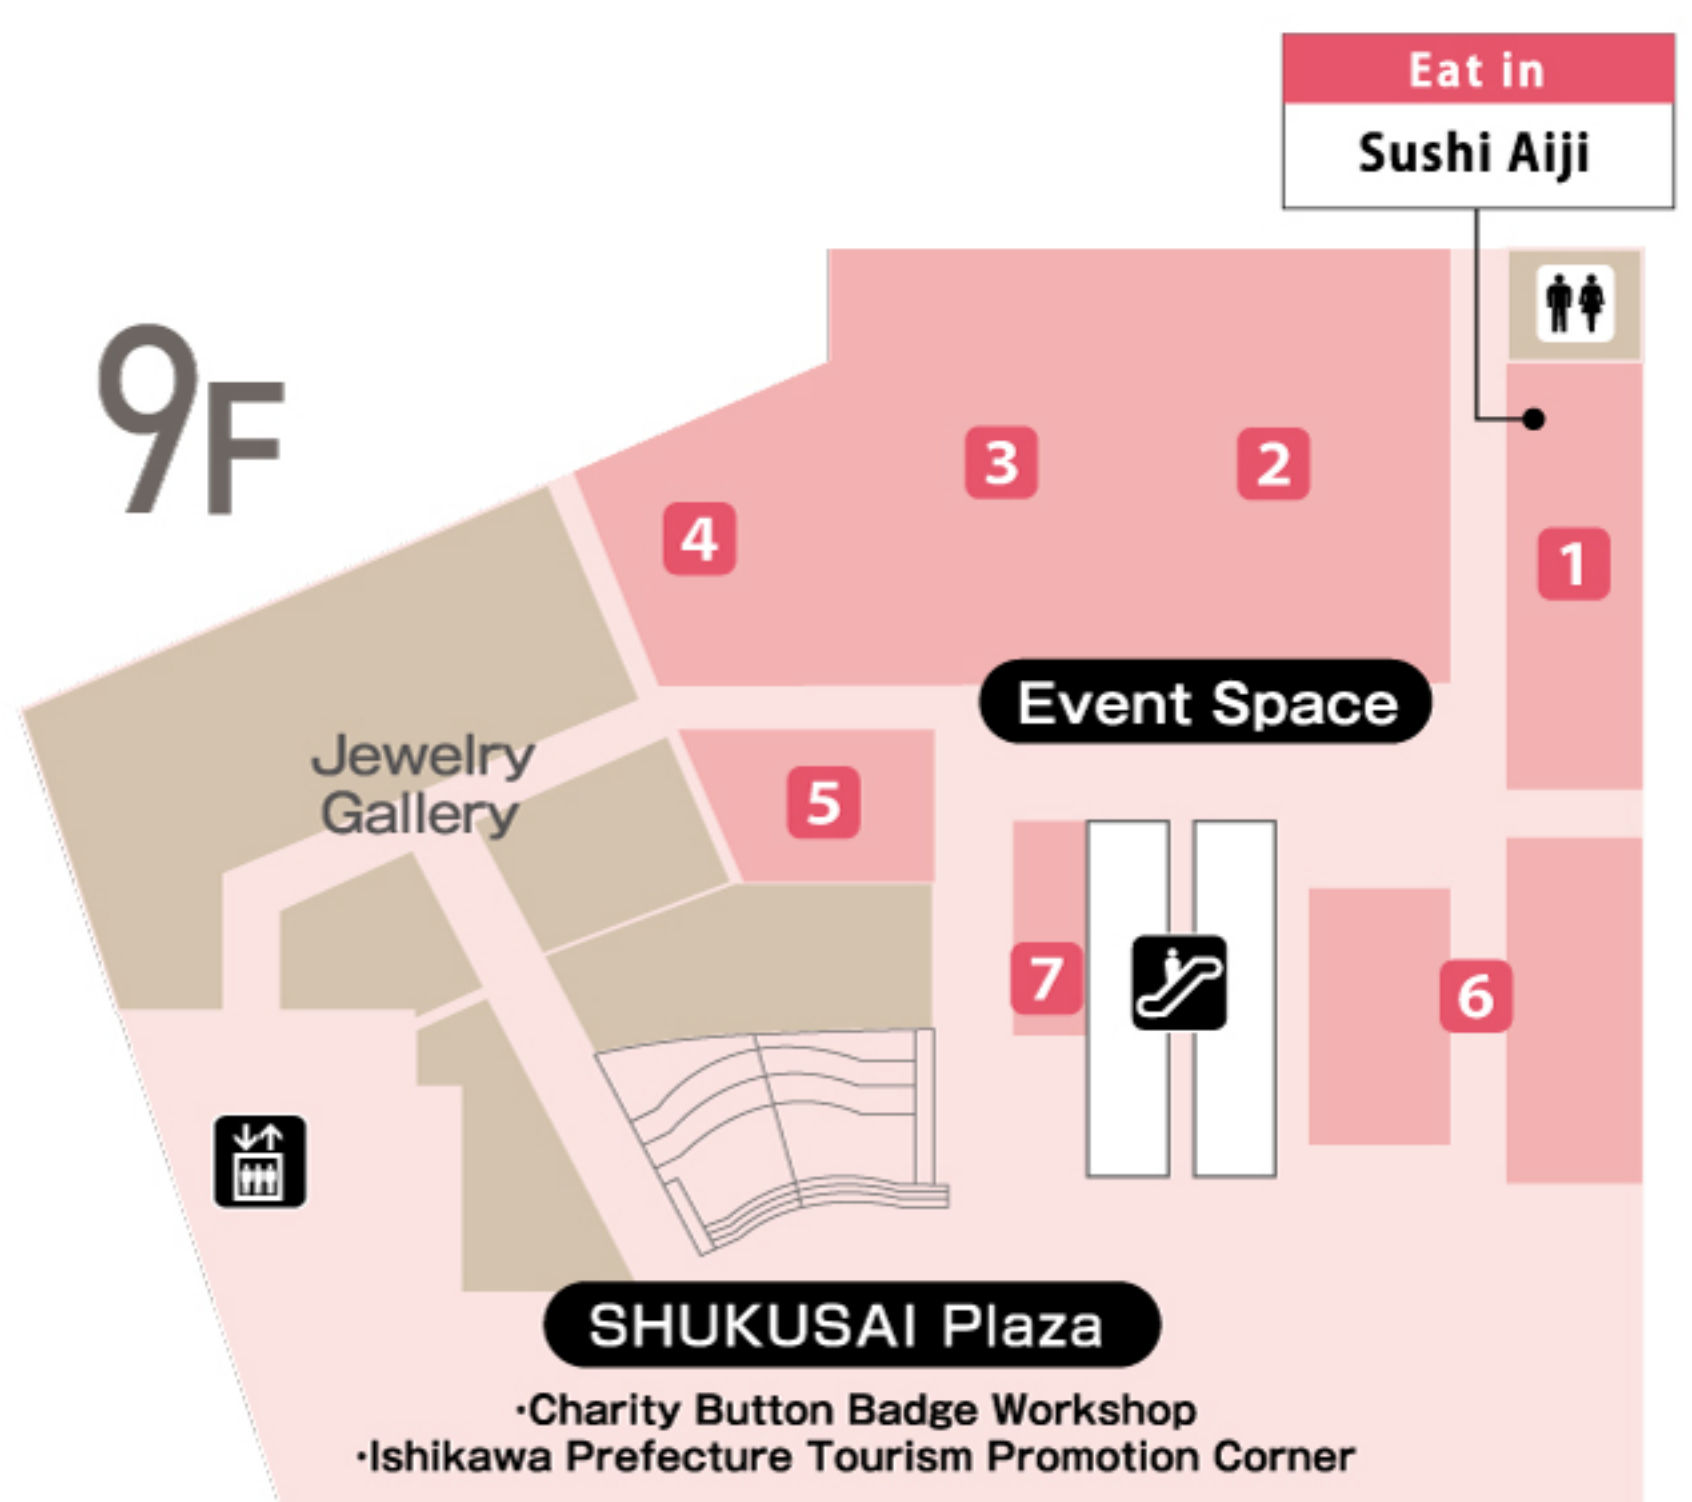 Eat in
Sushi Aiji
9F
3
2
4
1
Event Space
Jewelry
Gallery
5
7
6
SHUKUSAI Plaza
·Charity Button Badge Workshop
·Ishikawa Prefecture Tourism Promotion Corner